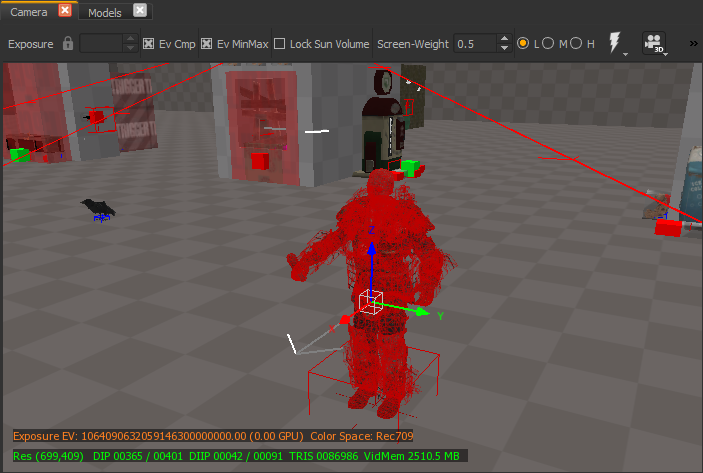 Camera Models
Exposure Ev Cmp Ev MinMax Lock Sun Volume Screen-Weight 0.5 L M H 3D »
Z
Y
Exposure EV: 1064090632059146300000000.00 (0.00 GPU) Color Space: Rec709
Res (699,409) DIP 00365 / 00401 DIIP 00042 / 00091 TRIS 0086986 VidMem 2510.5 MB